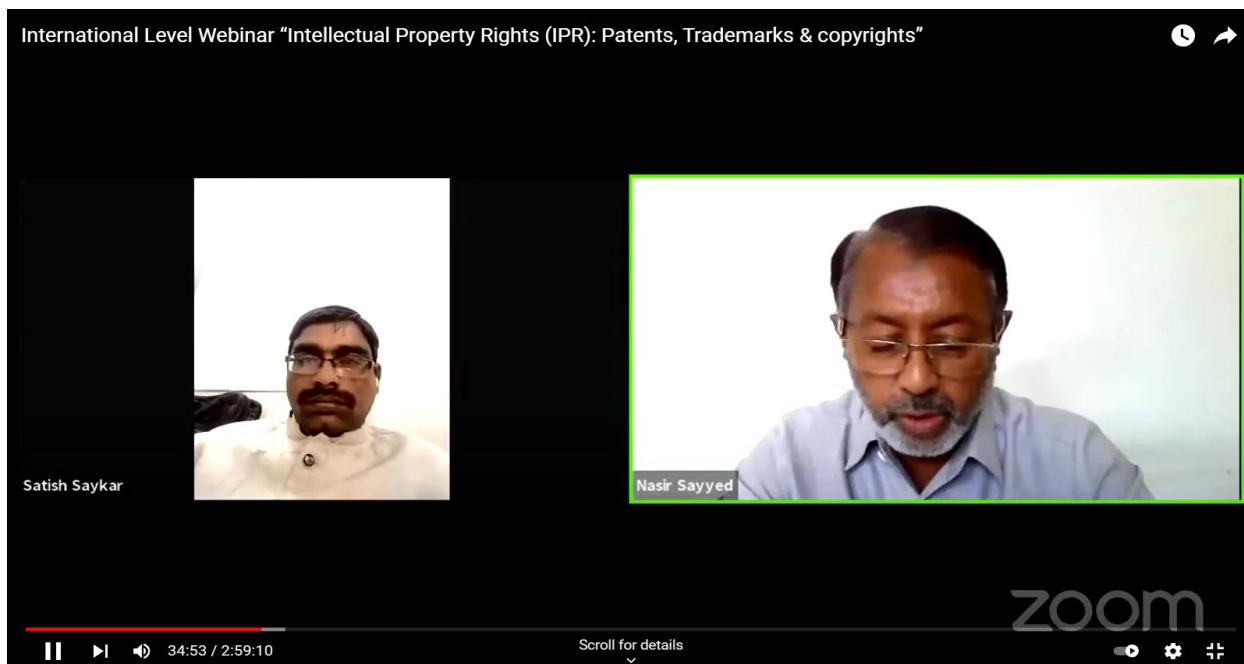 International Level Webinar “Intellectual Property Rights (IPR): Patents, Trademarks & copyrights”
Satish Saykar
Nasir Sayyed
zoom
34:53 / 2:59:10
Scroll for details